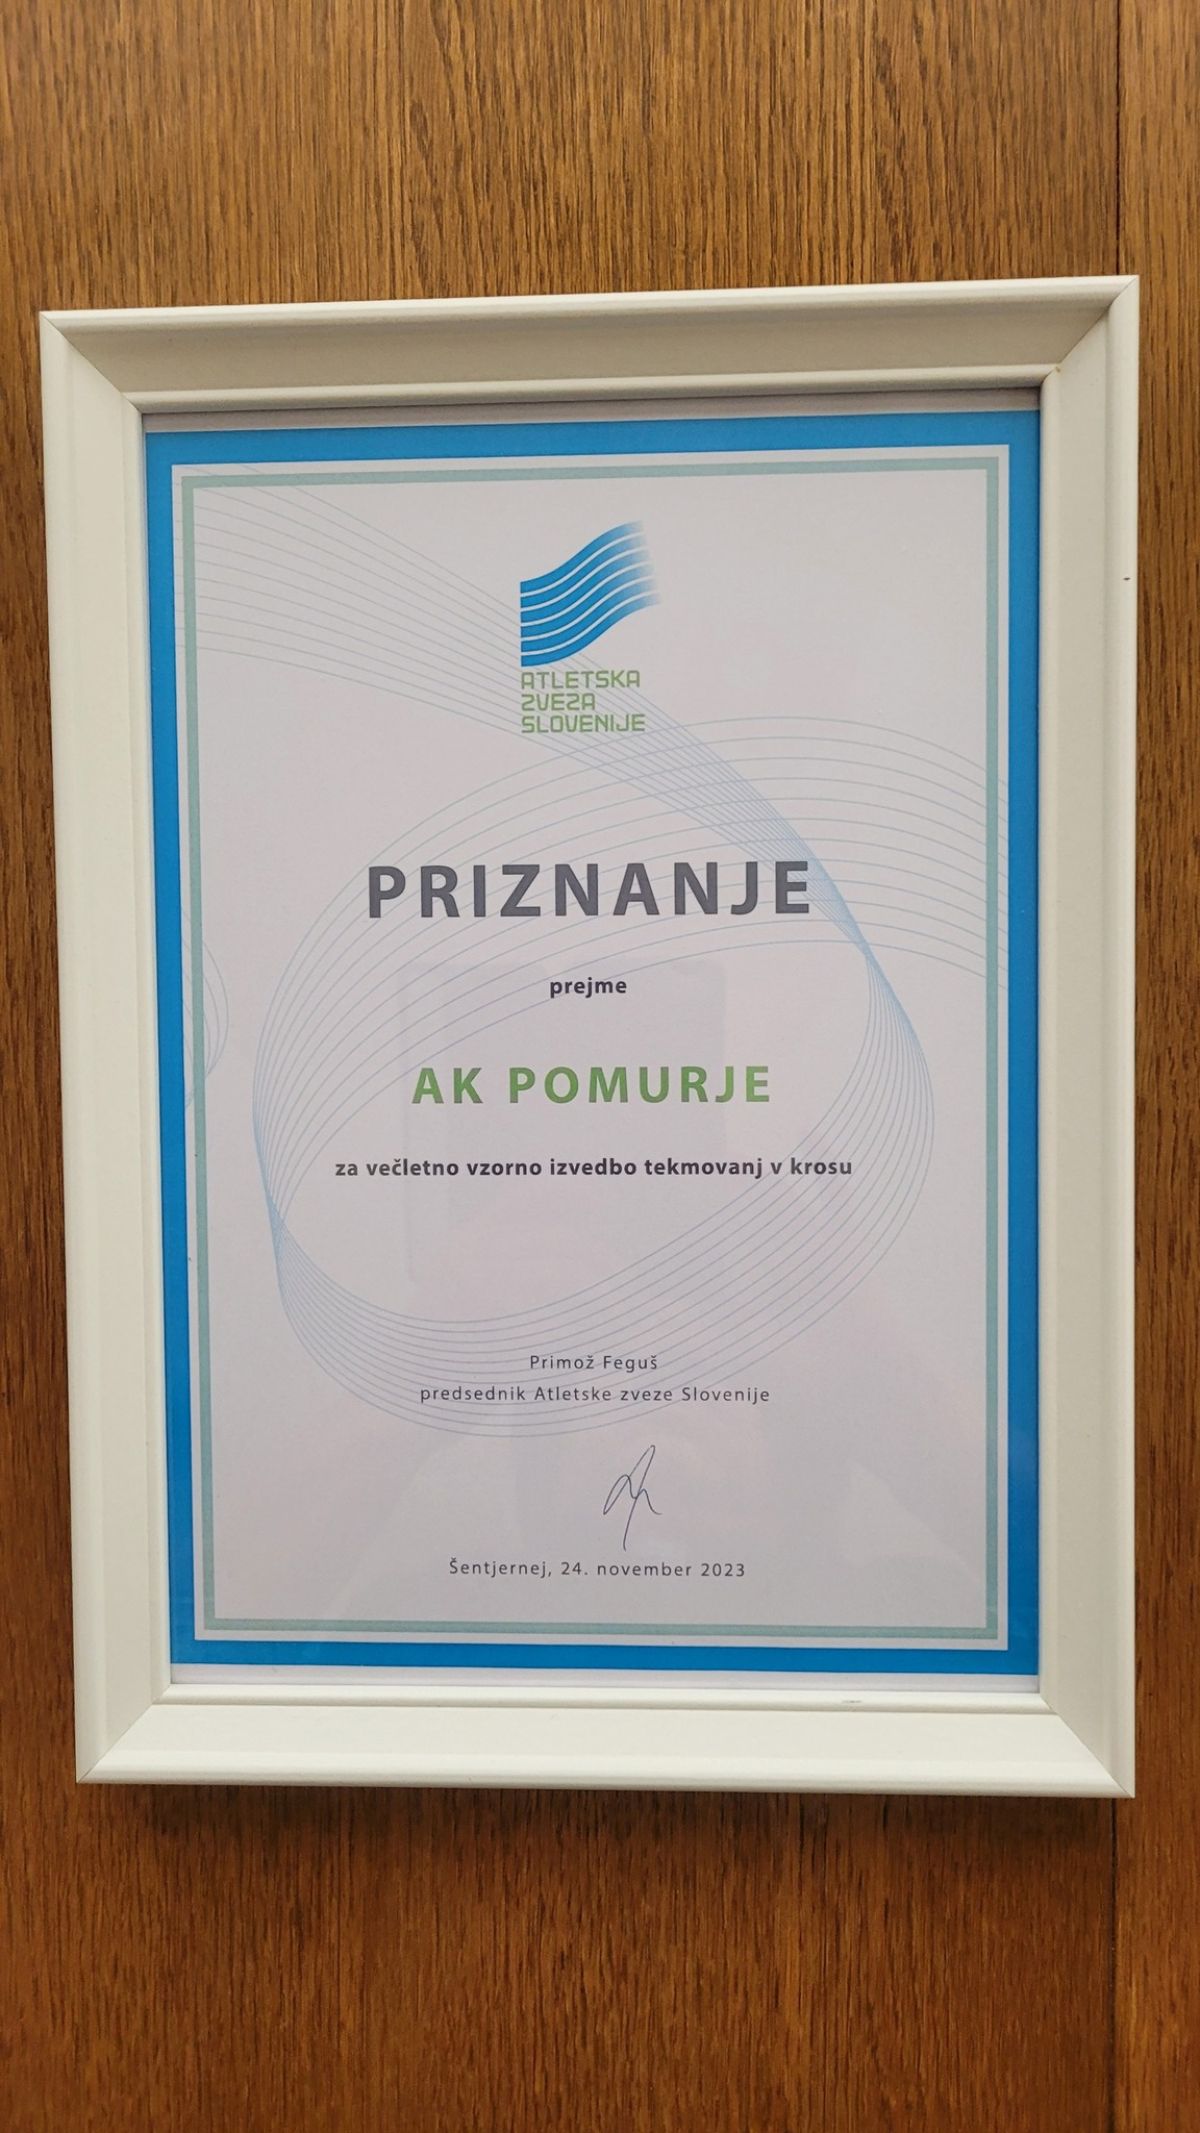 ATLETSKA
ZVEZA
SLOVENIJE
PRIZNANJE
prejme
AK POMURJE
za večletno vzorno izvedbo tekmovanj v krosu
Primož Feguš
predsednik Atletske zveze Slovenije
Šentjernej, 24. november 2023